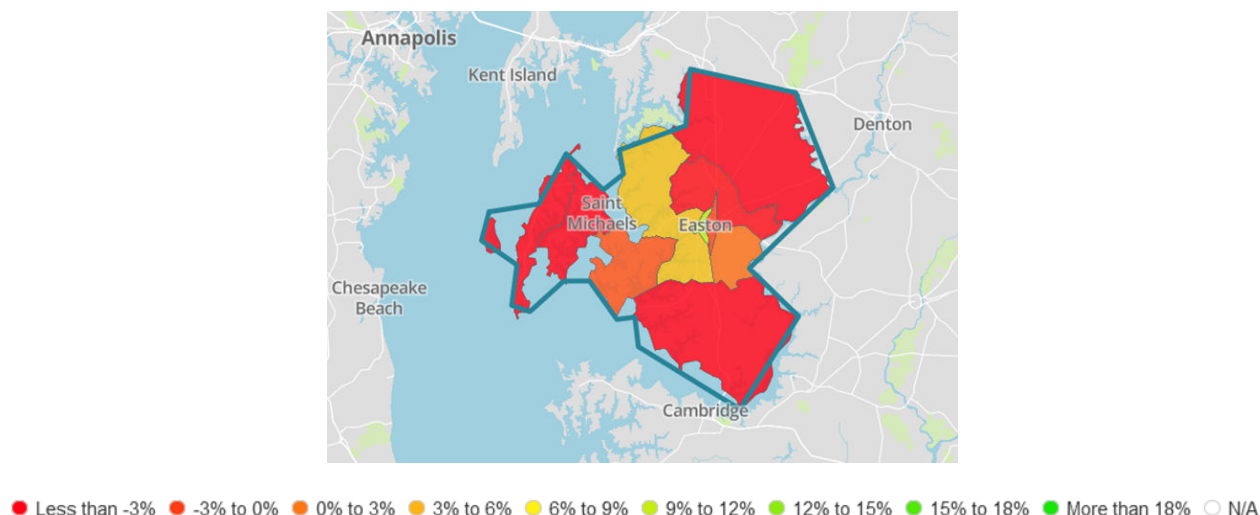 Annapolis
Kent Island
Denton
Saint
Michaels
Easton
Chesapeake
Beach
Cambridge
Less than -3% -3% to 0% 0% to 3% 3% to 6% 6% to 9% 9% to 12% 12% to 15% 15% to 18% More than 18% N/A